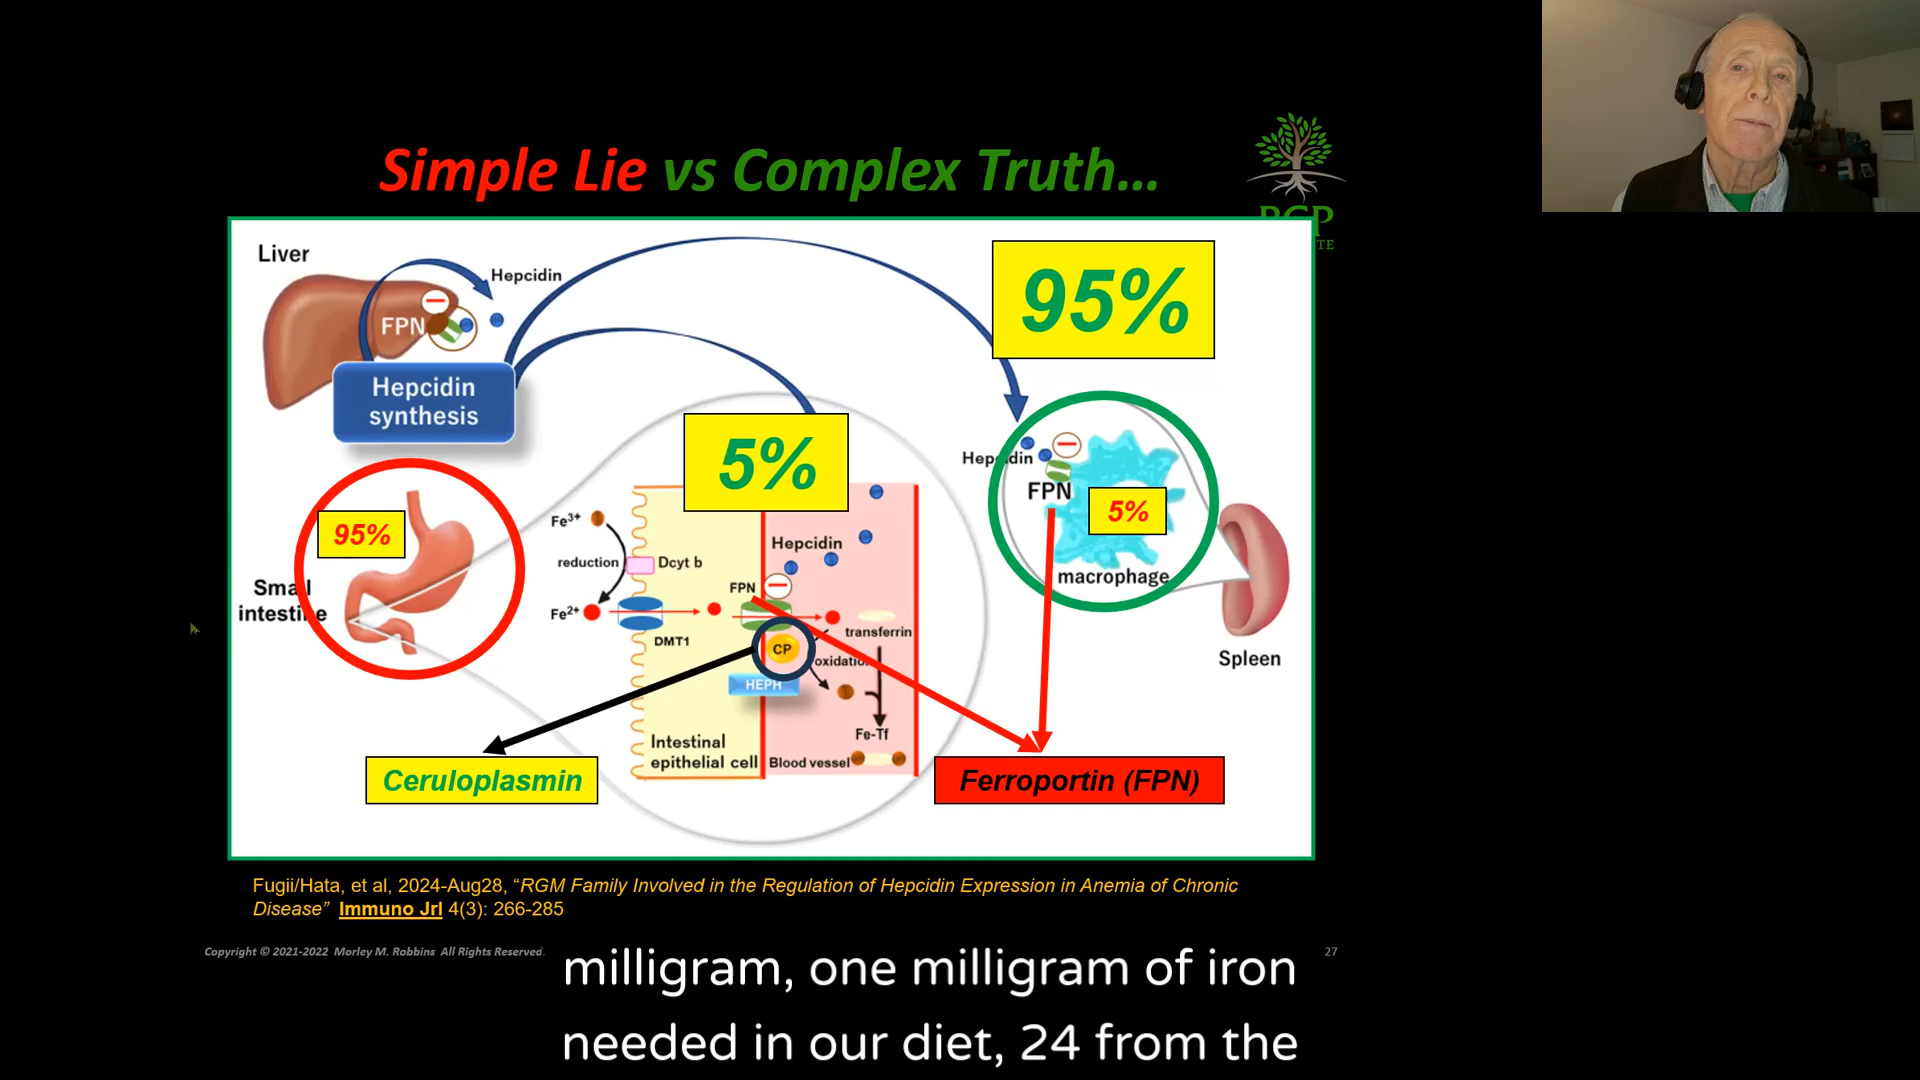 Simple Lie vs Complex Truth...
RGP
TE
Liver
Hepcidin
FPN
Hepcidin
synthesis
95%
5%
Hepcidin
FPN
5%
macrophage
Spleen
95%
Small
intestine
Fe3+
reduction
Dcyt b
Fe2+
DMT1
Hepcidin
FPN
transferrin
CP
oxidation
HEPH
Fe-Tf
Intestinal
epithelial cell
Blood vessel
Ceruloplasmin
Ferroportin (FPN)
Fugii/Hata, et al, 2024-Aug28, “RGM Family Involved in the Regulation of Hepcidin Expression in Anemia of Chronic
Disease” Immuno Jrl 4(3): 266-285
Copyright © 2021-2022 Morley M. Robbins All Rights Reserved.
27
milligram, one milligram of iron
needed in our diet, 24 from the